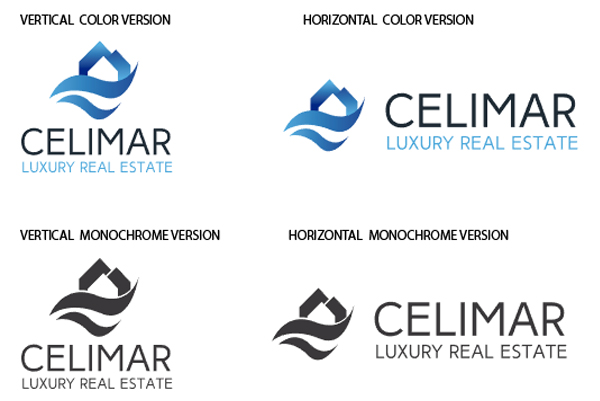 VERTICAL COLOR VERSION
HORIZONTAL COLOR VERSION
CELIMAR
LUXURY REAL ESTATE
CELIMAR
LUXURY REAL ESTATE
VERTICAL MONOCHROME VERSION
HORIZONTAL MONOCHROME VERSION
CELIMAR
LUXURY REAL ESTATE
CELIMAR
LUXURY REAL ESTATE